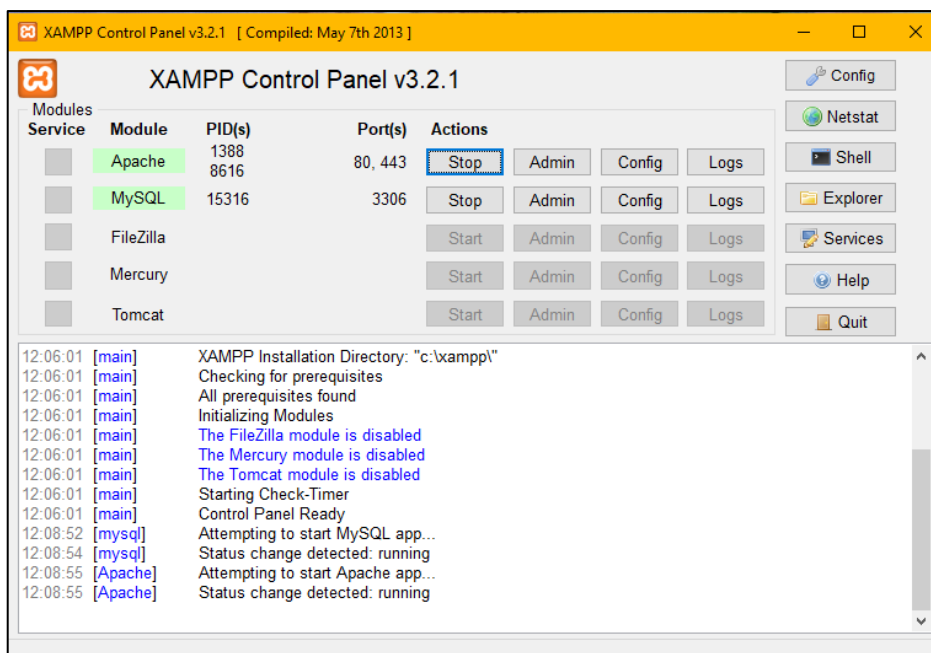 XAMPP Control Panel v3.2.1 [ Compiled: May 7th 2013 ]
XAMPP Control Panel v3.2.1
Config
Modules
Service Module PID(s) Port(s) Actions
Netstat
Apache 1388 8616 80, 443 Stop Admin Config Logs
Shell
MySQL 15316 3306 Stop Admin Config Logs
Explorer
FileZilla Start Admin Config Logs
Services
Mercury Start Admin Config Logs
Help
Tomcat Start Admin Config Logs
Quit
12:06:01 [main] XAMPP Installation Directory: "c:\xampp\"
12:06:01 [main] Checking for prerequisites
12:06:01 [main] All prerequisites found
12:06:01 [main] Initializing Modules
12:06:01 [main] The FileZilla module is disabled
12:06:01 [main] The Mercury module is disabled
12:06:01 [main] The Tomcat module is disabled
12:06:01 [main] Starting Check-Timer
12:06:01 [main] Control Panel Ready
12:08:52 [mysql] Attempting to start MySQL app...
12:08:54 [mysql] Status change detected: running
12:08:55 [Apache] Attempting to start Apache app...
12:08:55 [Apache] Status change detected: running